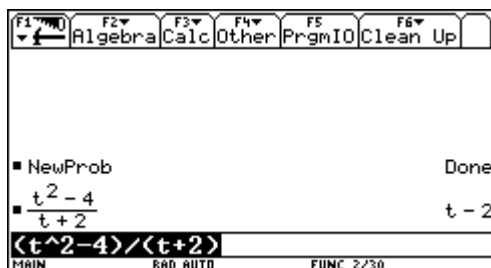 F1 F2 F3 F4 F5 F6
Algebra Calc Other PrgmIO Clean Up
NewProb Done
t^2 - 4
t + 2 t - 2
(t^2-4)/(t+2)
MAIN RAD AUTO FUNC 2/30